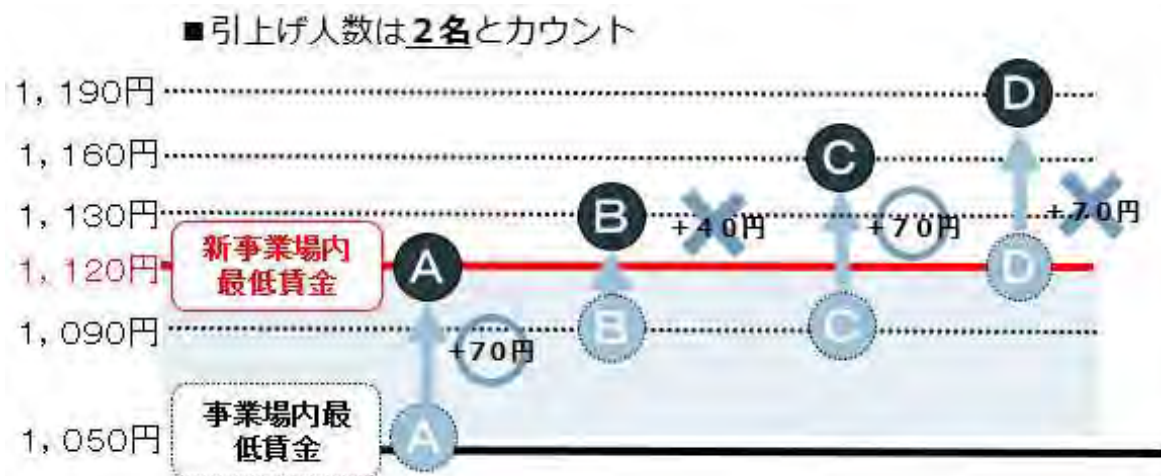 ■引上げ人数は２名とカウント
1，190円
D
1，160円
C
1，130円
B
＋４０円
＋７０円
＋７０円
新事業場内
最低賃金
1，120円
A
D
1，090円
B
C
＋７０円
事業場内最
低賃金
1，050円
A